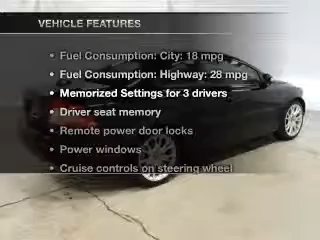 VEHICLE FEATURES
• Fuel Consumption: City: 18 mpg
• Fuel Consumption: Highway: 28 mpg
• Memorized Settings for 3 drivers
• Driver seat memory
• Remote power door locks
• Power windows
• Cruise controls on steering wheel